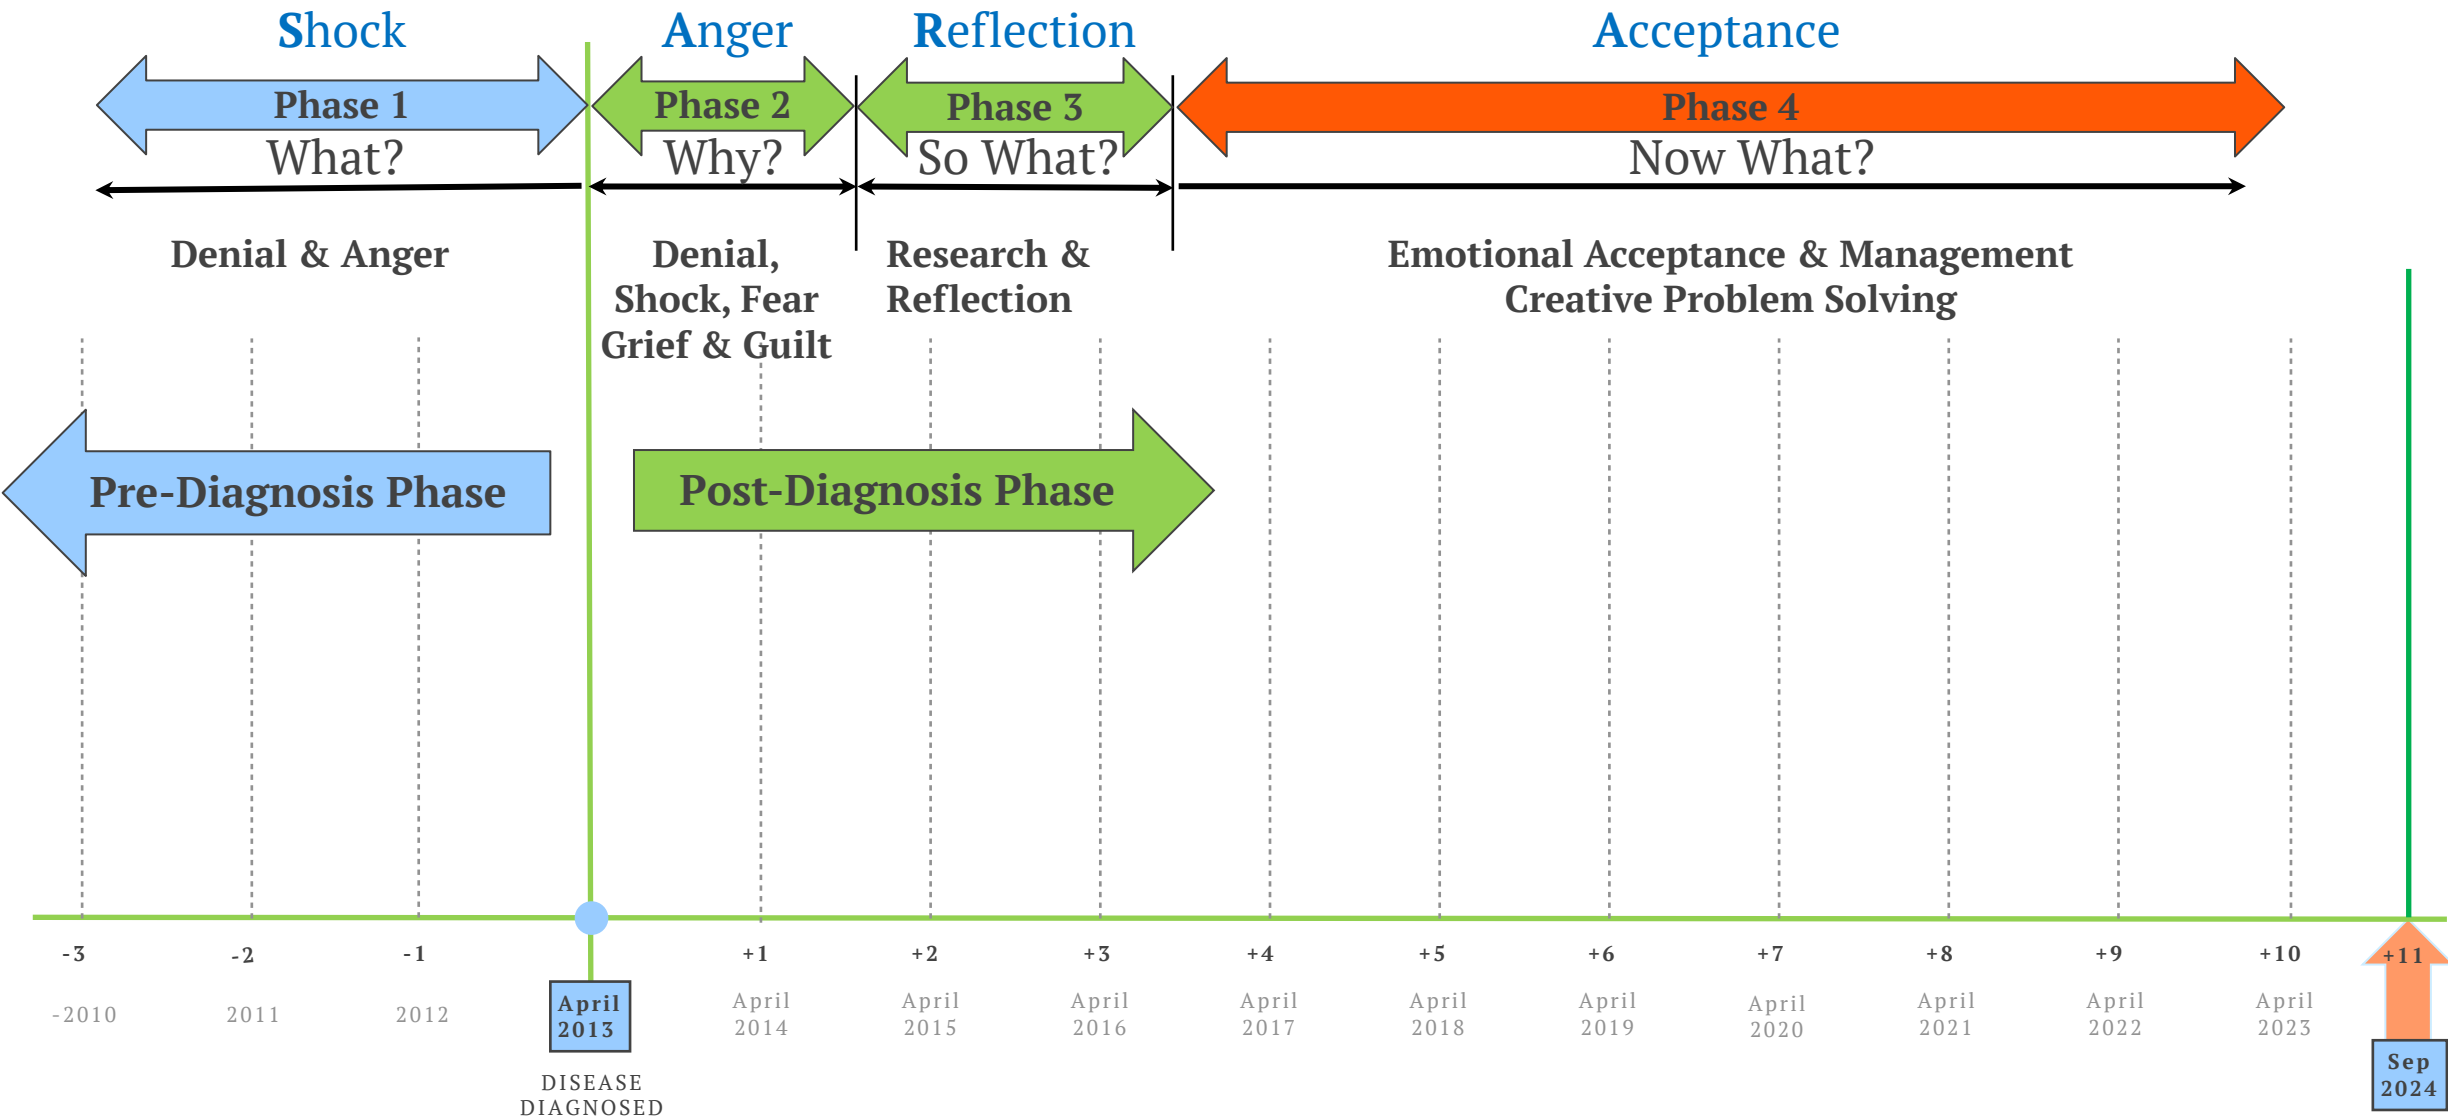 Shock
Anger
Reflection
Acceptance
Phase 1
Phase 2
Phase 3
Phase 4
What?
Why?
So What?
Now What?
Denial & Anger
Denial,
Shock, Fear
Grief & Guilt
Research &
Reflection
Emotional Acceptance & Management
Creative Problem Solving
Pre-Diagnosis Phase
Post-Diagnosis Phase
-3
-2
-1
+1
+2
+3
+4
+5
+6
+7
+8
+9
+10
+11
-2010
2011
2012
April
2013
April
2014
April
2015
April
2016
April
2017
April
2018
April
2019
April
2020
April
2021
April
2022
April
2023
Sep
2024
DISEASE
DIAGNOSED